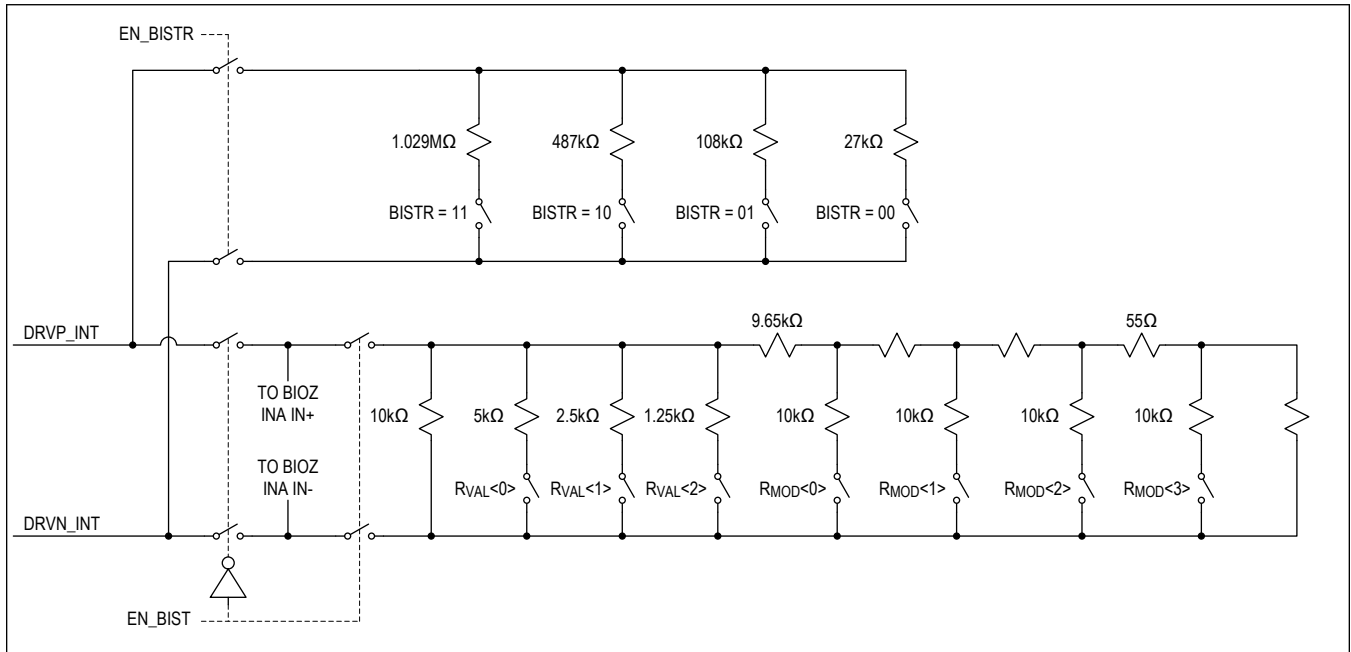 EN_BISTR
1.029MΩ
487kΩ
108kΩ
27kΩ
BISTR = 11
BISTR = 10
BISTR = 01
BISTR = 00
DRVP_INT
9.65kΩ
55Ω
TO BIOZ
INA IN+
10kΩ
5kΩ
2.5kΩ
1.25kΩ
10kΩ
10kΩ
10kΩ
10kΩ
TO BIOZ
INA IN-
RVAL<0>
RVAL<1>
RVAL<2>
RMOD<0>
RMOD<1>
RMOD<2>
RMOD<3>
DRVN_INT
EN_BIST